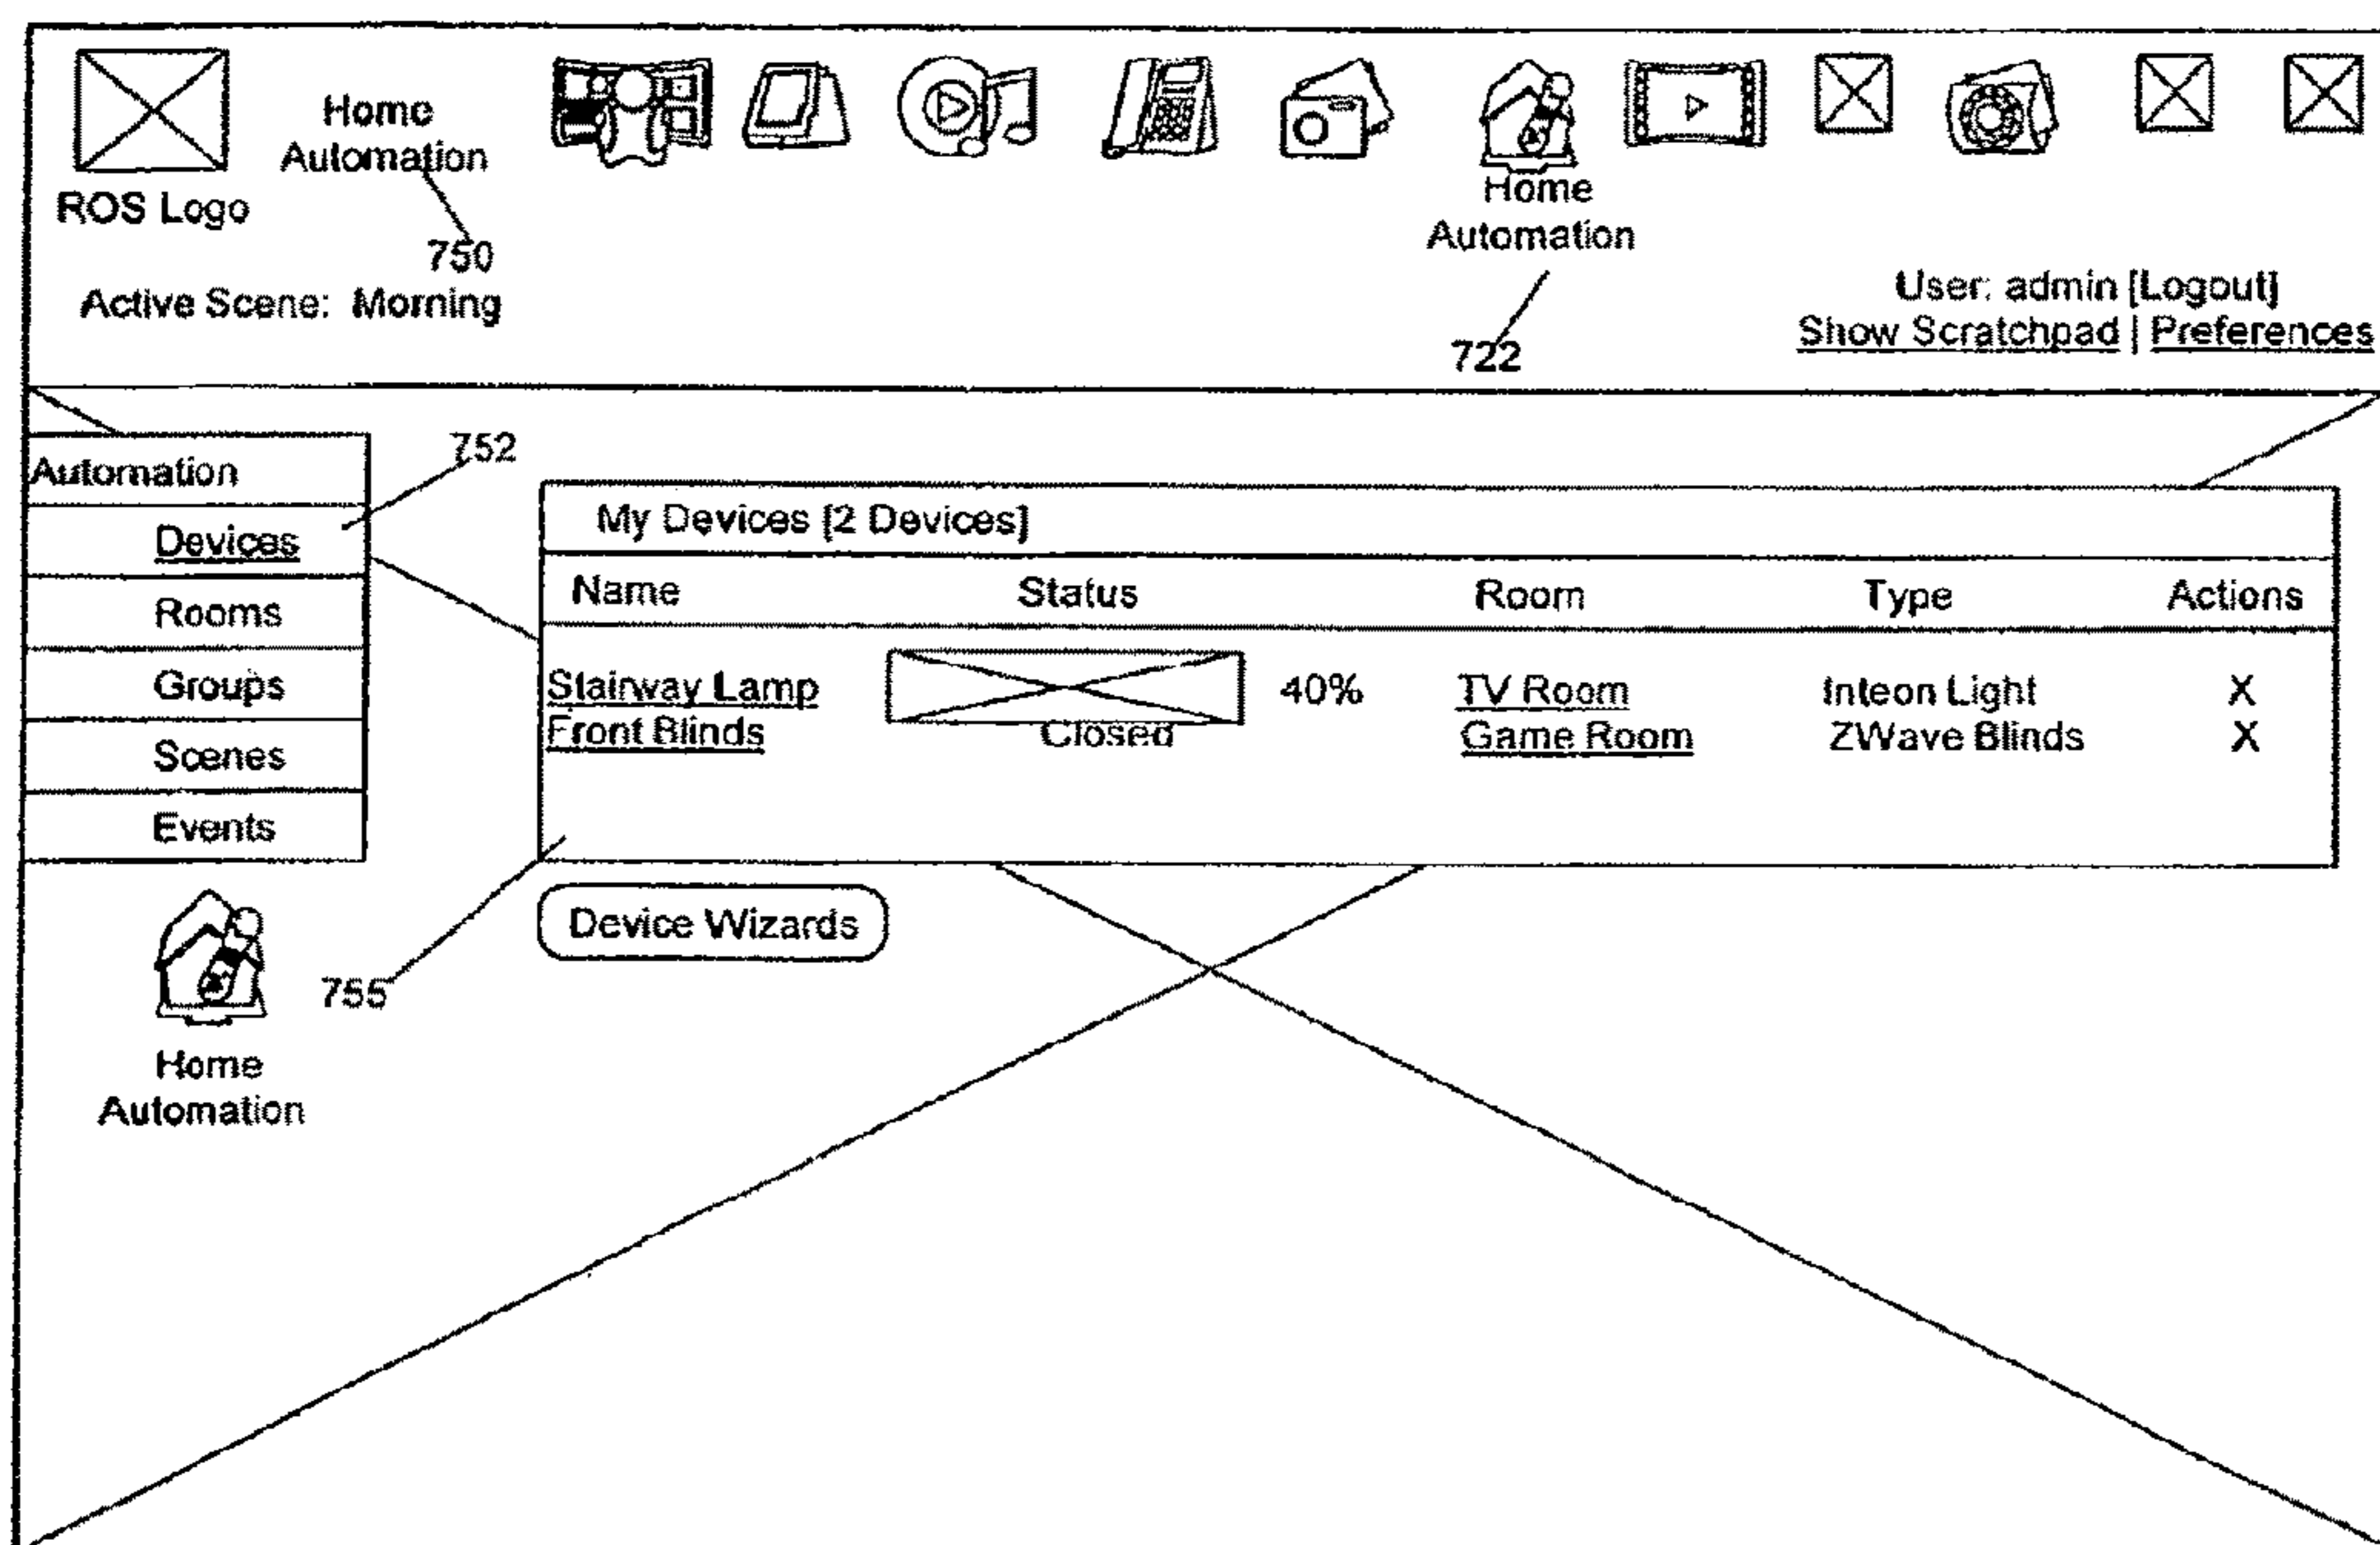 Home
Automation
ROS Logo
750
Active Scene: Morning
Home
Automation
722
User: admin [Logout]
Show Scratchpad | Preferences
Automation
Devices
Rooms
Groups
Scenes
Events
752
My Devices [2 Devices]
Name Status Room Type Actions
Stairway Lamp 40% TV Room Inteon Light X
Front Blinds Closed Game Room ZWave Blinds X
Device Wizards
755
Home
Automation